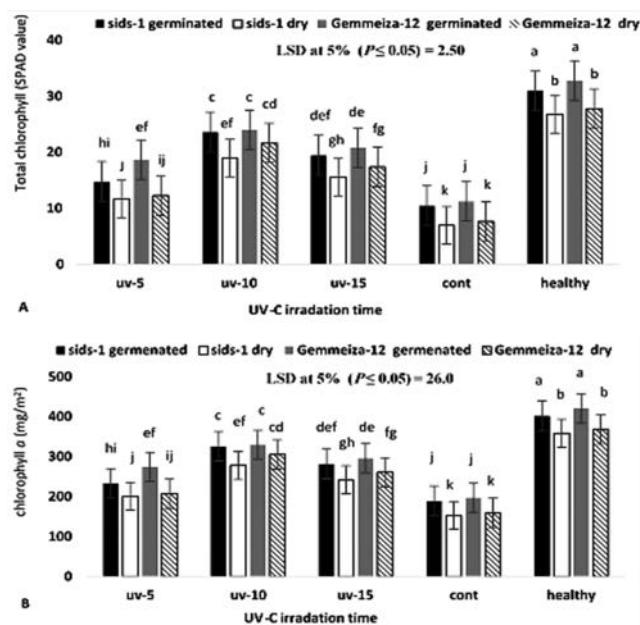 sids-1 germinated sids-1 dry Gemmeiza-12 germinated Gemmeiza-12 dry
LSD at 5% (P≤ 0.05) = 2.50
Total chlorophyll (SPAD value)
40
30
20
10
0
hi j ef ij c ef c cd def gh de fg j k j k a b a b
uv-5 uv-10 uv-15 cont healthy
A
UV-C irradation time
sids-1 germenated sids-1 dry Gemmeiza-12 germenated Gemmeiza-12 dry
LSD at 5% (P≤ 0.05) = 26.0
chlorophyll a (mg/m²)
500
400
300
200
100
0
hi j ef ij c ef c cd def gh de fg j k j k a b a b
uv-5 uv-10 uv-15 cont healthy
B
UV-C irradiation time